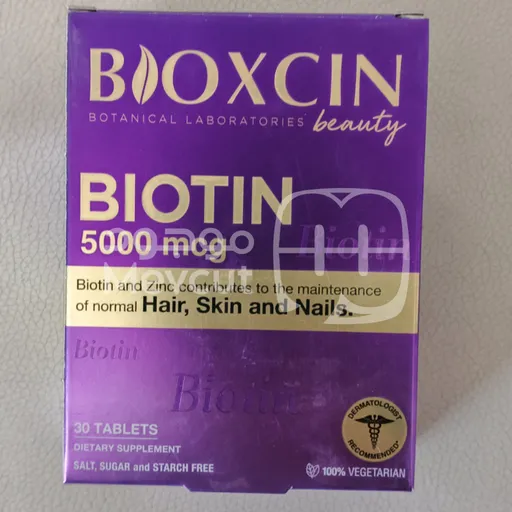 BIOXCIN
BOTANICAL LABORATORIES beauty
BIOTIN
5000 mcg
Biotin
Biotin and Zinc contributes to the maintenance
of normal Hair, Skin and Nails.
Biotin
Biotin
30 TABLETS
DIETARY SUPPLEMENT
SALT, SUGAR and STARCH FREE
DERMATOLOGIST
RECOMMENDED*
100% VEGETARIAN